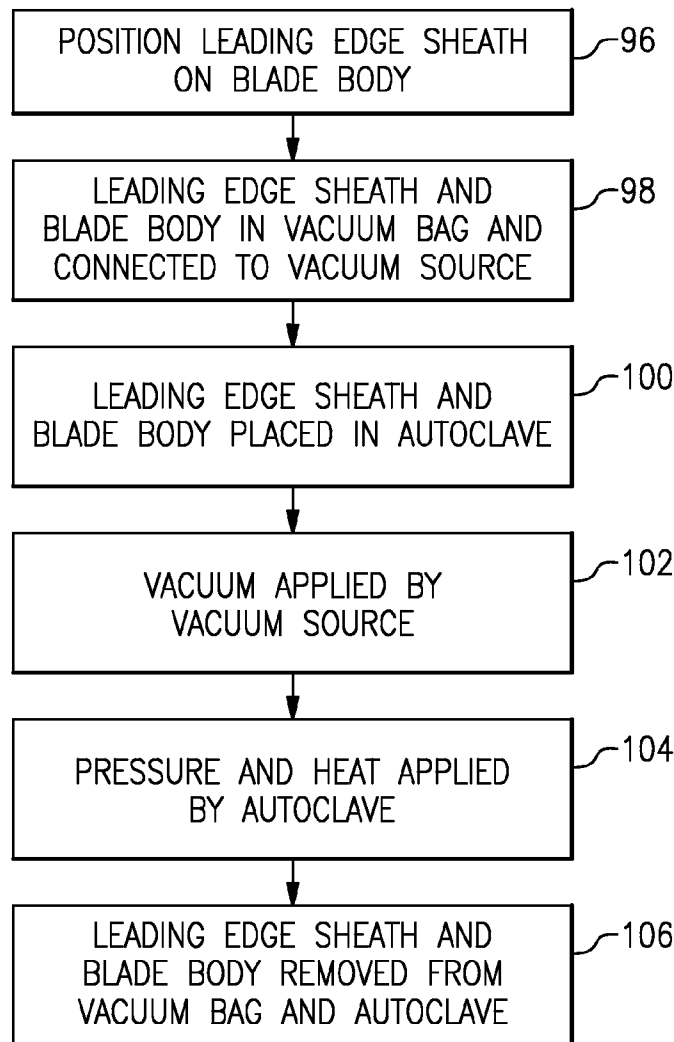 POSITION LEADING EDGE SHEATH
ON BLADE BODY
96
LEADING EDGE SHEATH AND
BLADE BODY IN VACUUM BAG AND
CONNECTED TO VACUUM SOURCE
98
LEADING EDGE SHEATH AND
BLADE BODY PLACED IN AUTOCLAVE
100
VACUUM APPLIED BY
VACUUM SOURCE
102
PRESSURE AND HEAT APPLIED
BY AUTOCLAVE
104
LEADING EDGE SHEATH AND
BLADE BODY REMOVED FROM
VACUUM BAG AND AUTOCLAVE
106